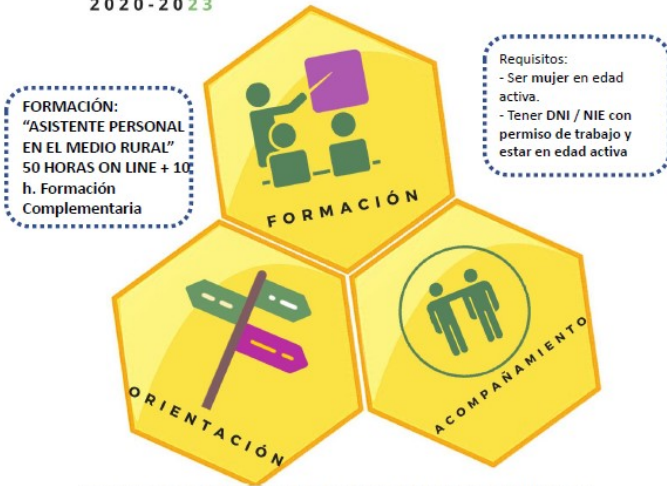 2020-2023
FORMACIÓN:
“ASISTENTE PERSONAL
EN EL MEDIO RURAL”
50 HORAS ON LINE + 10
h. Formación
Complementaria
Requisitos:
- Ser mujer en edad
activa.
- Tener DNI / NIE con
permiso de trabajo y
estar en edad activa
FORMACIÓN
ORIENTACIÓN
ACOMPAÑAMIENTO